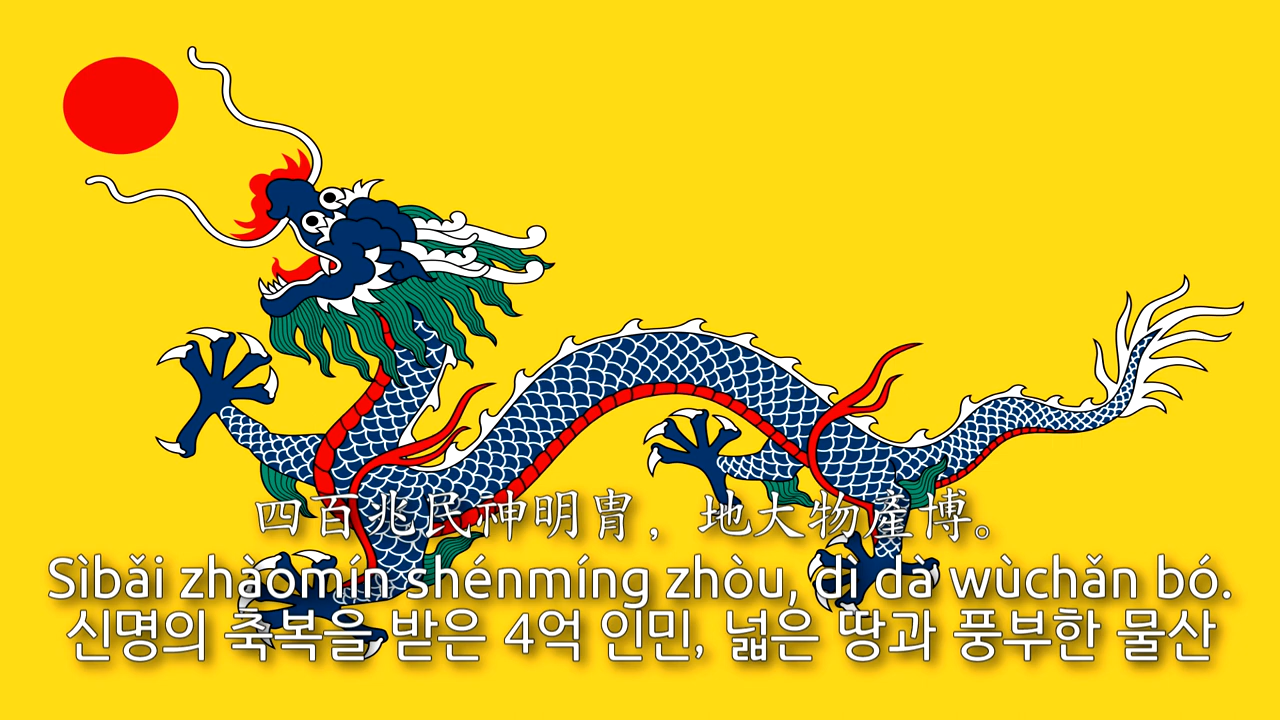 四百兆民神明胄，地大物產博。
Sìbǎi zhàomín shénmíng zhòu, dì dà wùchǎn bó.
신명의 축복을 받은 4억 인민, 넓은 땅과 풍부한 물산